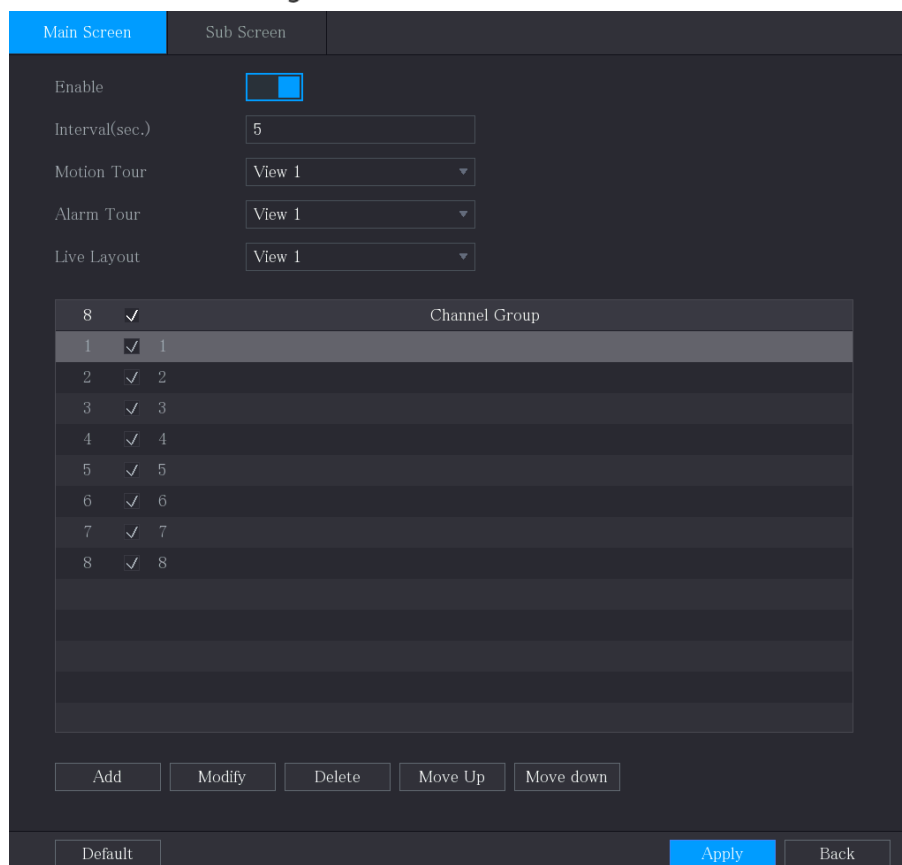 Main Screen Sub Screen
Enable
Interval(sec.) 5
Motion Tour View 1
Alarm Tour View 1
Live Layout View 1
8 Channel Group
1 1
2 2
3 3
4 4
5 5
6 6
7 7
8 8
Add Modify Delete Move Up Move down
Default Apply Back